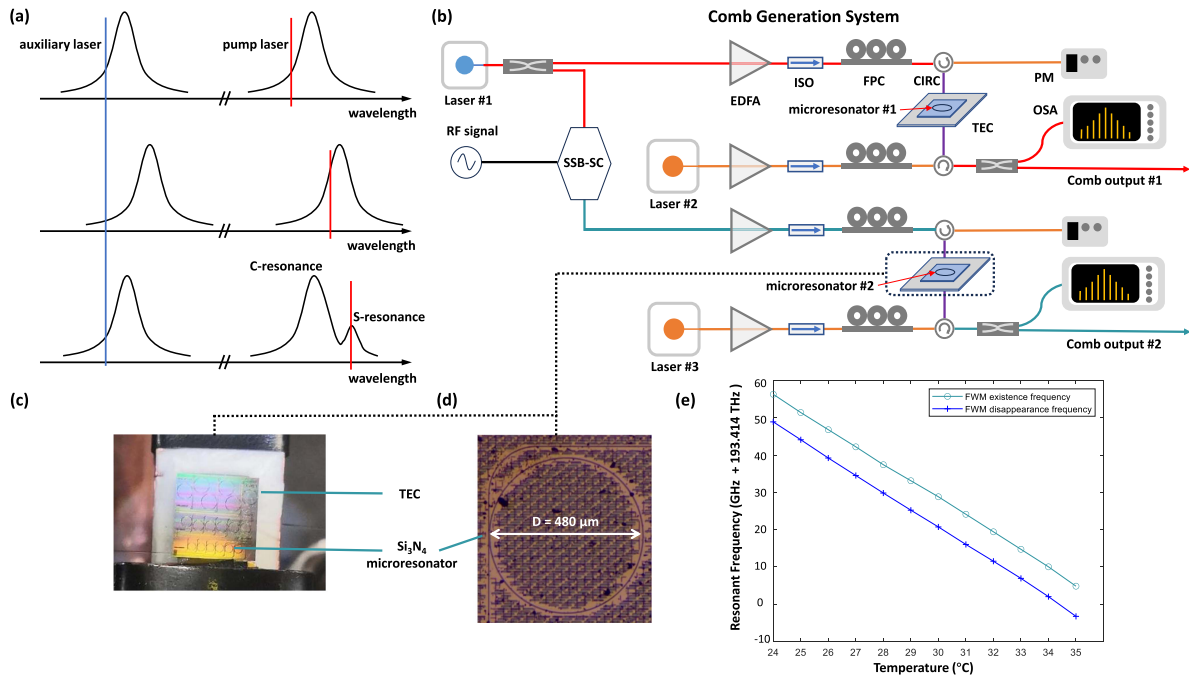 (a)
auxiliary laser
pump laser
wavelength
wavelength
C-resonance
S-resonance
wavelength
(b)
Comb Generation System
Laser #1
EDFA
ISO
FPC
CIRC
PM
microresonator #1
TEC
OSA
RF signal
SSB-SC
Laser #2
Comb output #1
microresonator #2
Laser #3
Comb output #2
(c)
TEC
Si₃N₄
microresonator
(d)
D = 480 μm
(e)
Resonant Frequency (GHz + 193.414 THz)
60
50
40
30
20
10
0
-10
FWM existence frequency
FWM disappearance frequency
24 25 26 27 28 29 30 31 32 33 34 35
Temperature (°C)